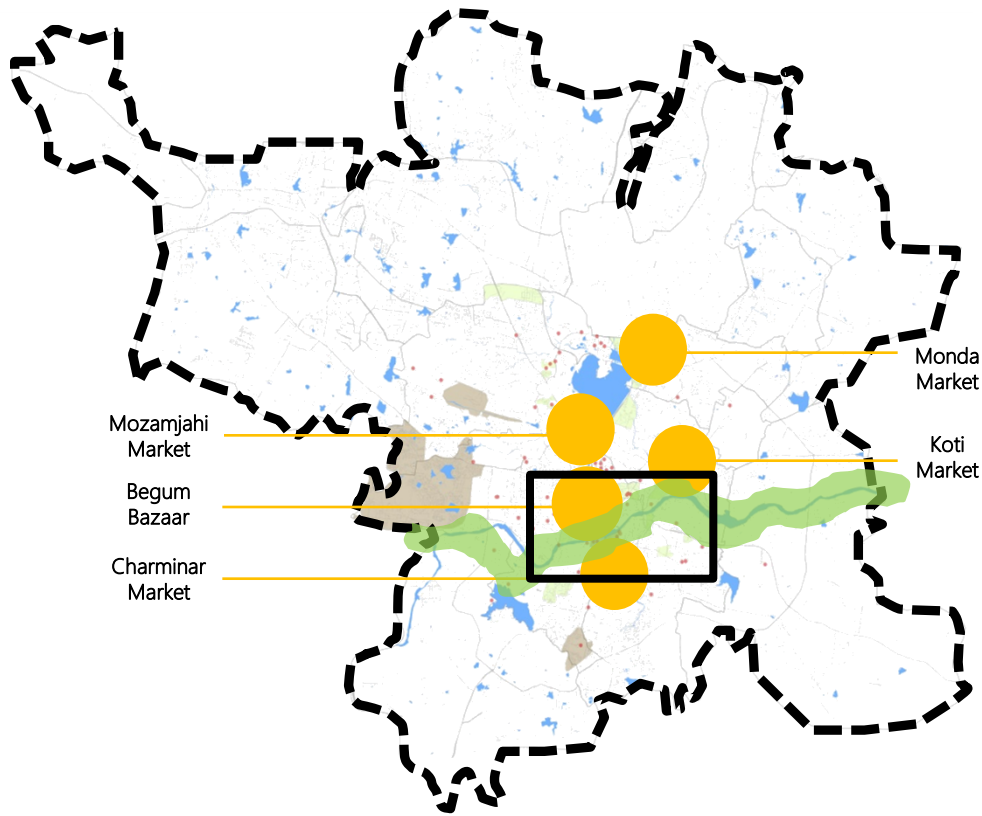 Monda
Market
Mozamjahi
Market
Koti
Market
Begum
Bazaar
Charminar
Market